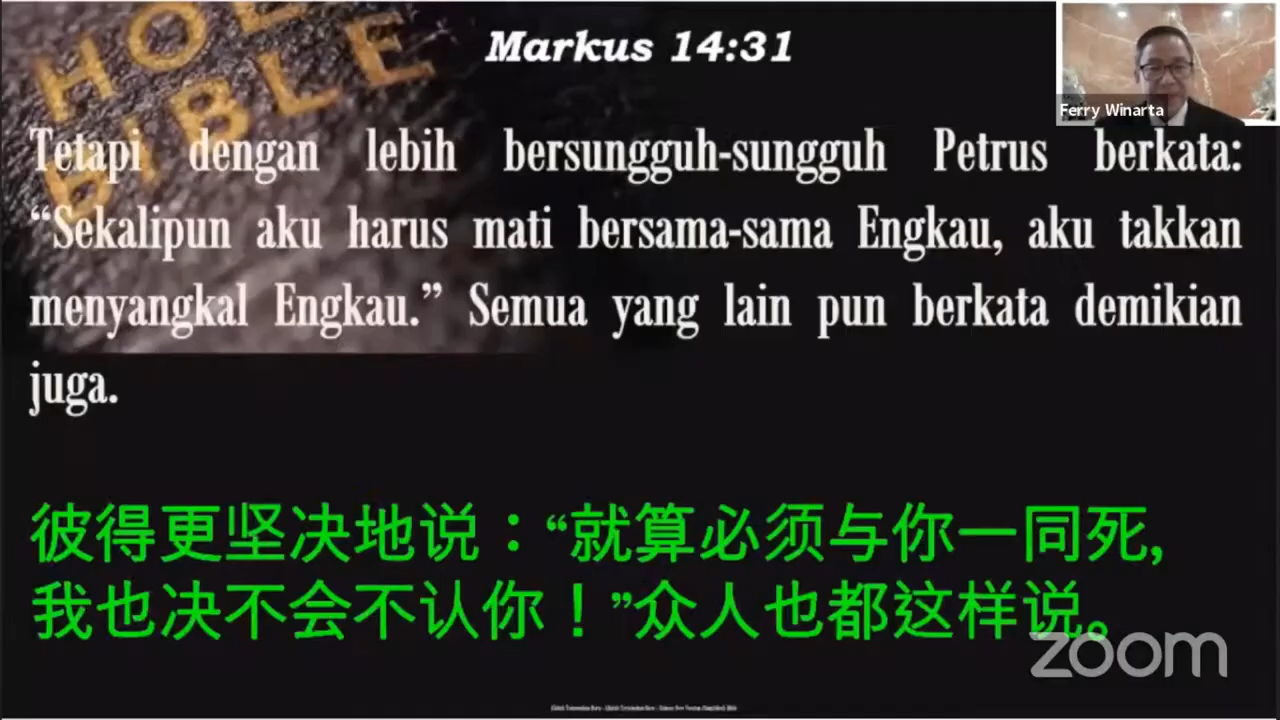 HOL
BIBLE
Markus 14:31
Ferry Winarta
Tetapi dengan lebih bersungguh-sungguh Petrus berkata:
“Sekalipun aku harus mati bersama-sama Engkau, aku takkan
menyangkal Engkau.” Semua yang lain pun berkata demikian
juga.
彼得更坚决地说：“就算必须与你一同死,
我也决不会不认你！”众人也都这样说。
zoom